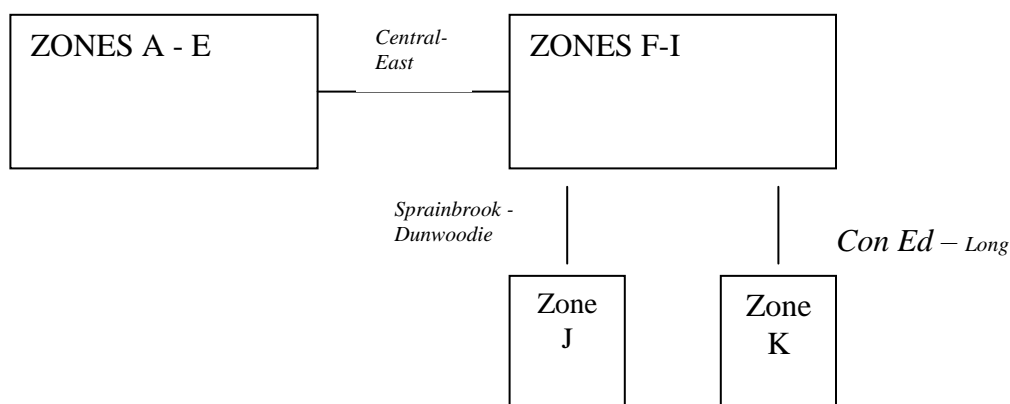 ZONES A - E
Central-
East
ZONES F-I
Sprainbrook -
Dunwoodie
Con Ed – Long
Zone
J
Zone
K